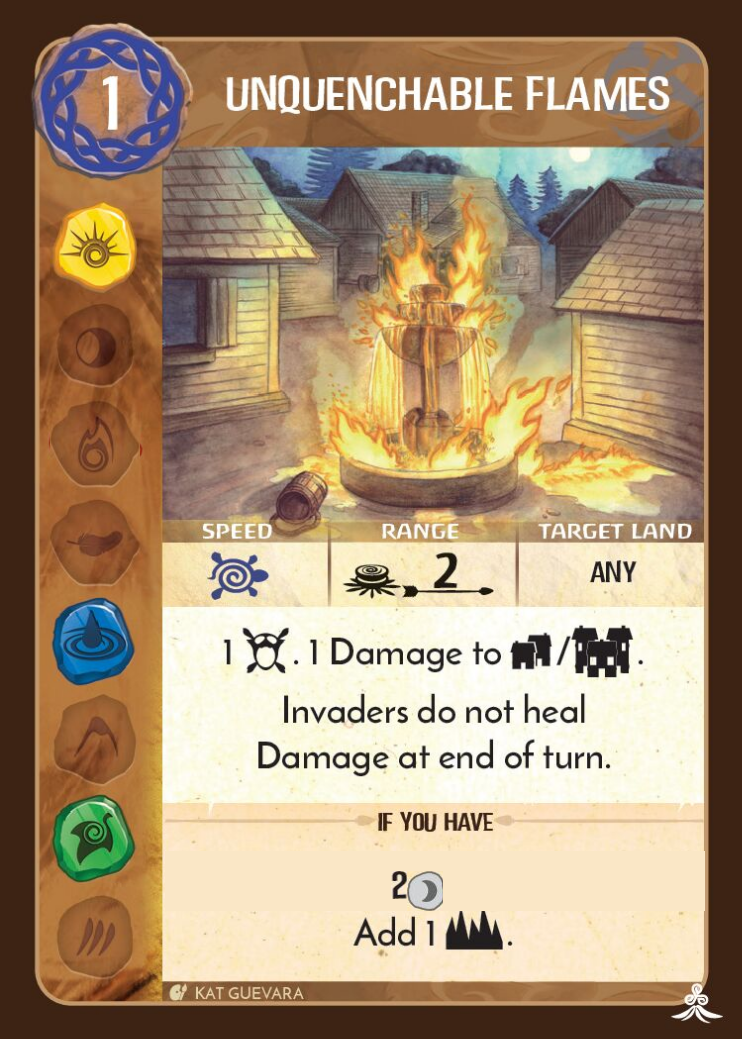 1
UNQUENCHABLE FLAMES
SPEED RANGE TARGET LAND
2 ANY
1 . 1 Damage to / .
Invaders do not heal
Damage at end of turn.
IF YOU HAVE
2
Add 1 .
KAT GUEVARA